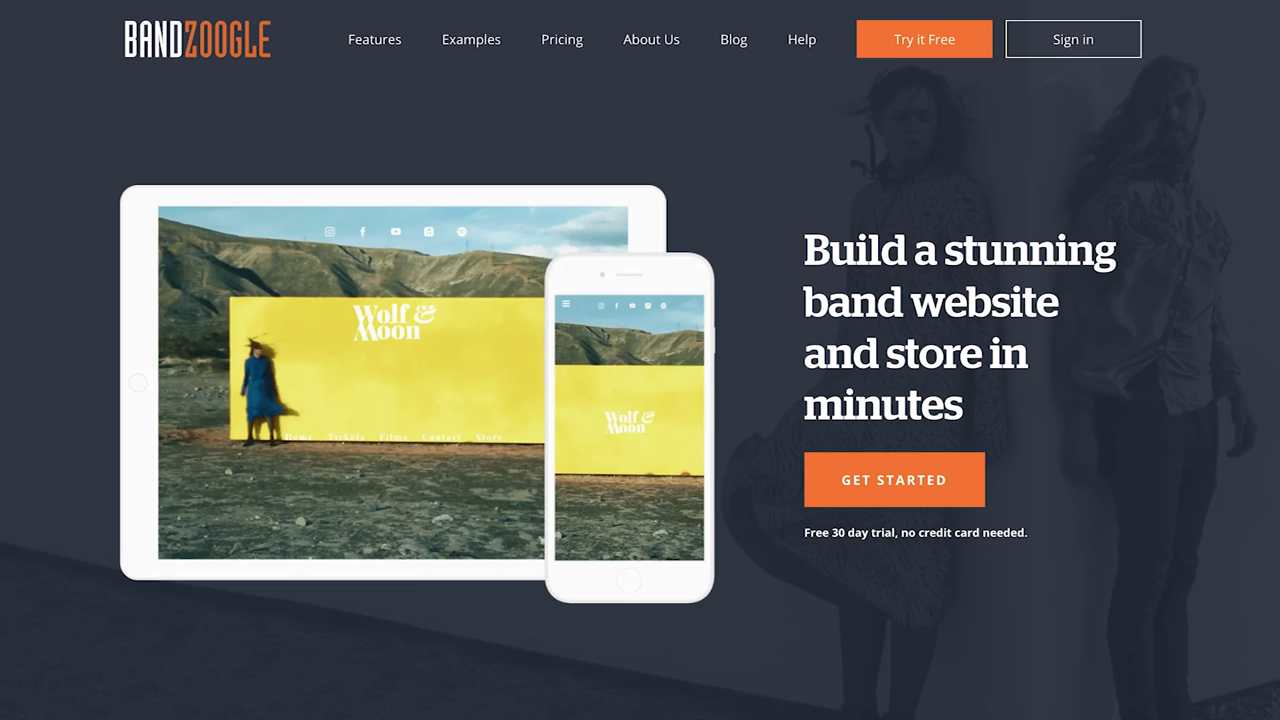 BANDZOOGLE
Features
Examples
Pricing
About Us
Blog
Help
Try it Free
Sign in
Wolf &
Moon
Home Tickets Films Contact Store
Wolf &
Moon
Build a stunning
band website
and store in
minutes
GET STARTED
Free 30 day trial, no credit card needed.